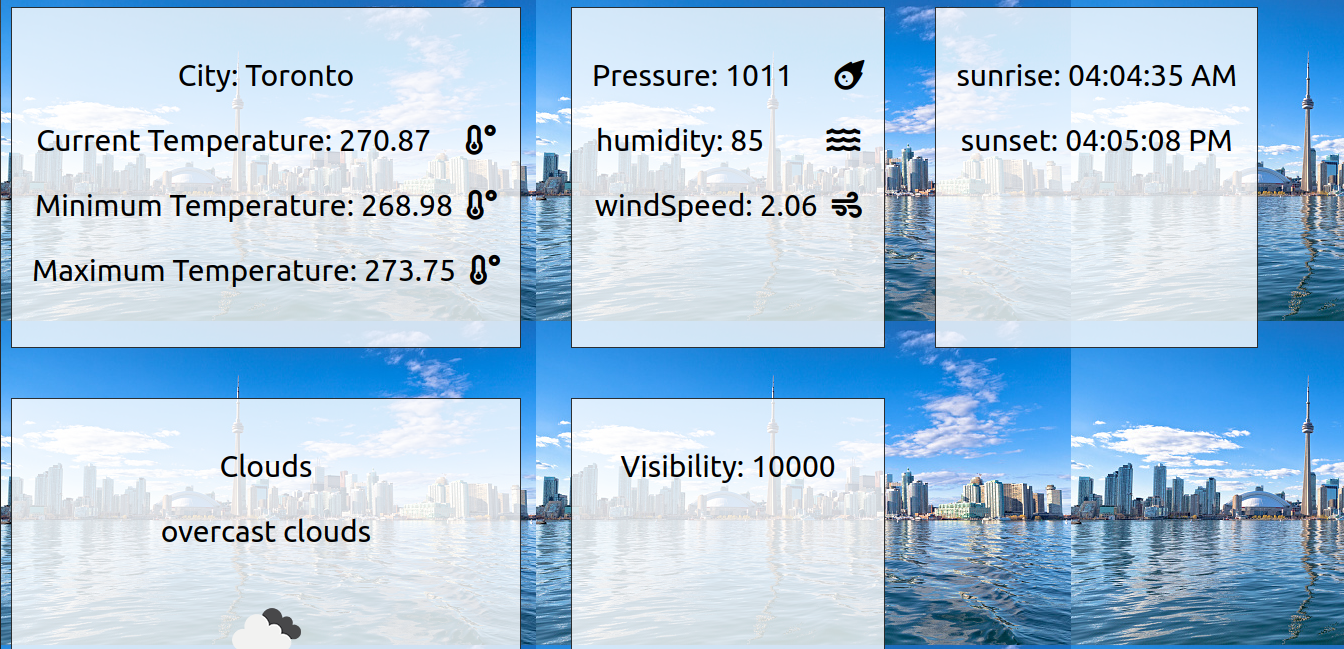 City: Toronto
Current Temperature: 270.87
Minimum Temperature: 268.98
Maximum Temperature: 273.75
Pressure: 1011
humidity: 85
windSpeed: 2.06
sunrise: 04:04:35 AM
sunset: 04:05:08 PM
Clouds
overcast clouds
Visibility: 10000